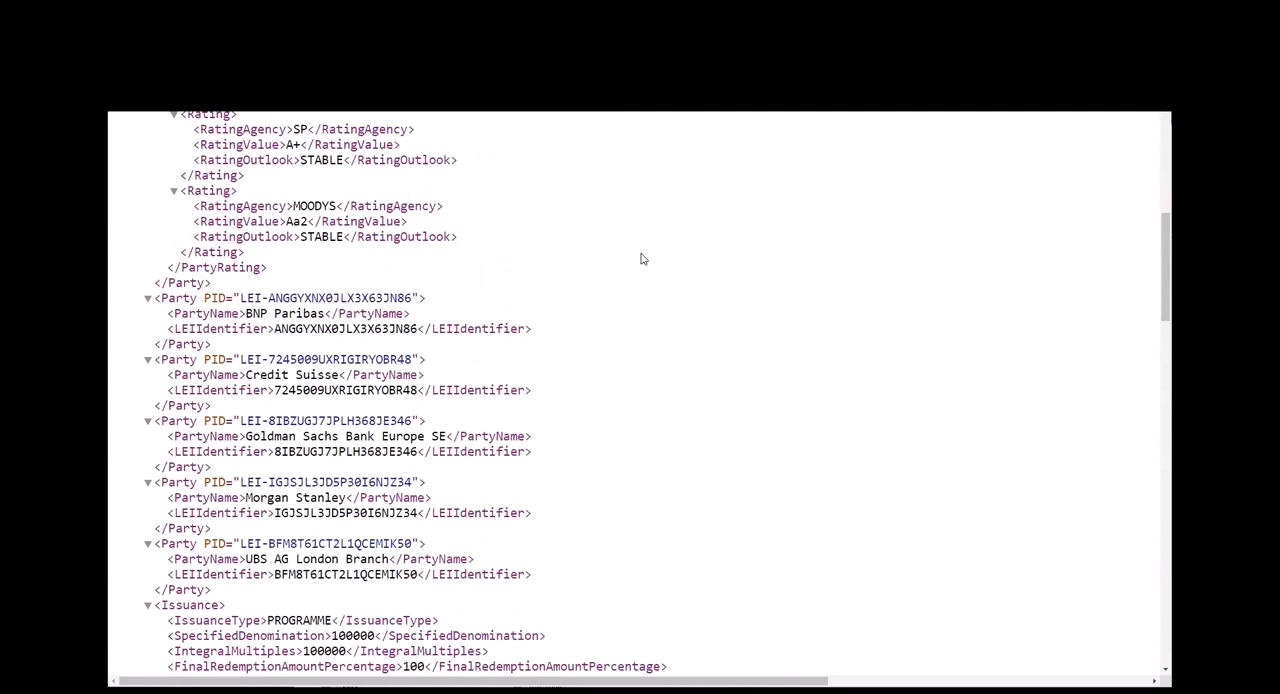 <Rating>
<RatingAgency>SP</RatingAgency>
<RatingValue>A+</RatingValue>
<RatingOutlook>STABLE</RatingOutlook>
</Rating>
<Rating>
<RatingAgency>MOODYS</RatingAgency>
<RatingValue>Aa2</RatingValue>
<RatingOutlook>STABLE</RatingOutlook>
</Rating>
</PartyRating>
</Party>
<Party PID="LEI-ANGGYXNX0JLX3X63JN86">
<PartyName>BNP Paribas</PartyName>
<LEIIdentifier>ANGGYXNX0JLX3X63JN86</LEIIdentifier>
</Party>
<Party PID="LEI-7245009UXRIGIRYOBR48">
<PartyName>Credit Suisse</PartyName>
<LEIIdentifier>7245009UXRIGIRYOBR48</LEIIdentifier>
</Party>
<Party PID="LEI-8IBZUGJ7JPLH368JE346">
<PartyName>Goldman Sachs Bank Europe SE</PartyName>
<LEIIdentifier>8IBZUGJ7JPLH368JE346</LEIIdentifier>
</Party>
<Party PID="LEI-IGJSJL3JD5P30I6NJZ34">
<PartyName>Morgan Stanley</PartyName>
<LEIIdentifier>IGJSJL3JD5P30I6NJZ34</LEIIdentifier>
</Party>
<Party PID="LEI-BFM8T61CT2L1QCEMIK50">
<PartyName>UBS AG London Branch</PartyName>
<LEIIdentifier>BFM8T61CT2L1QCEMIK50</LEIIdentifier>
</Party>
<Issuance>
<IssuanceType>PROGRAMME</IssuanceType>
<SpecifiedDenomination>100000</SpecifiedDenomination>
<IntegralMultiples>100000</IntegralMultiples>
<FinalRedemptionAmountPercentage>100</FinalRedemptionAmountPercentage>